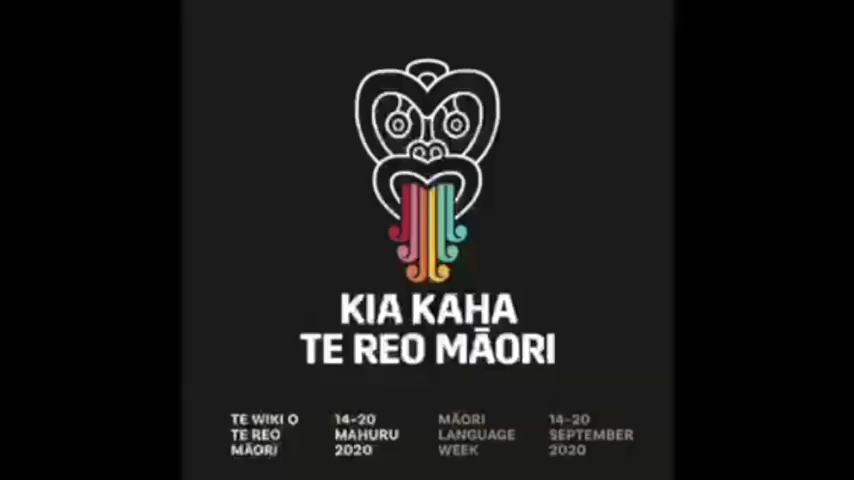 KIA KAHA
TE REO MĀORI
TE WIKI O
TE REO
MĀORI
14-20
MAHURU
2020
MĀORI
LANGUAGE
WEEK
14-20
SEPTEMBER
2020